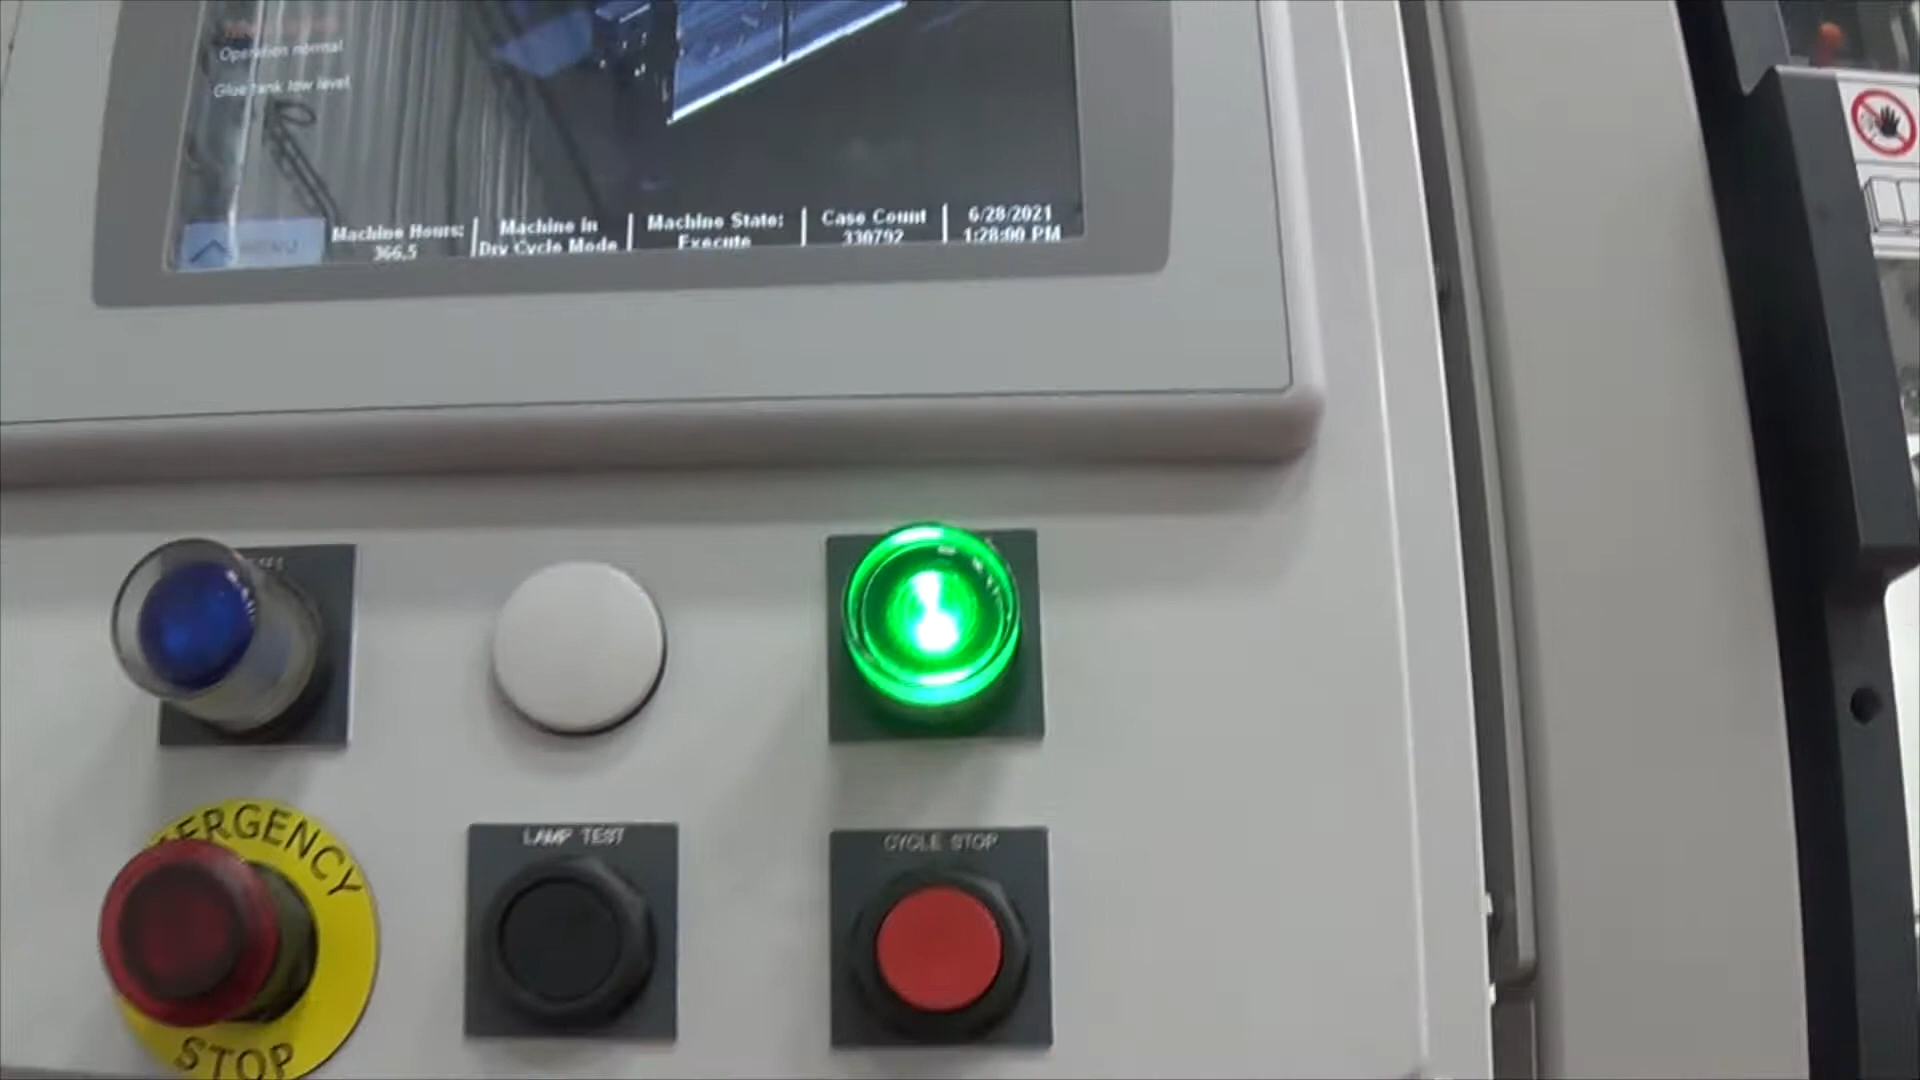 Operation normal
Glue tank low level
MENU
Machine Hours:
366.5
Machine in
Dry Cycle Mode
Machine State:
Execute
Case Count
330792
6/28/2021
1:28:00 PM
EMERGENCY
STOP
LAMP TEST
CYCLE STOP